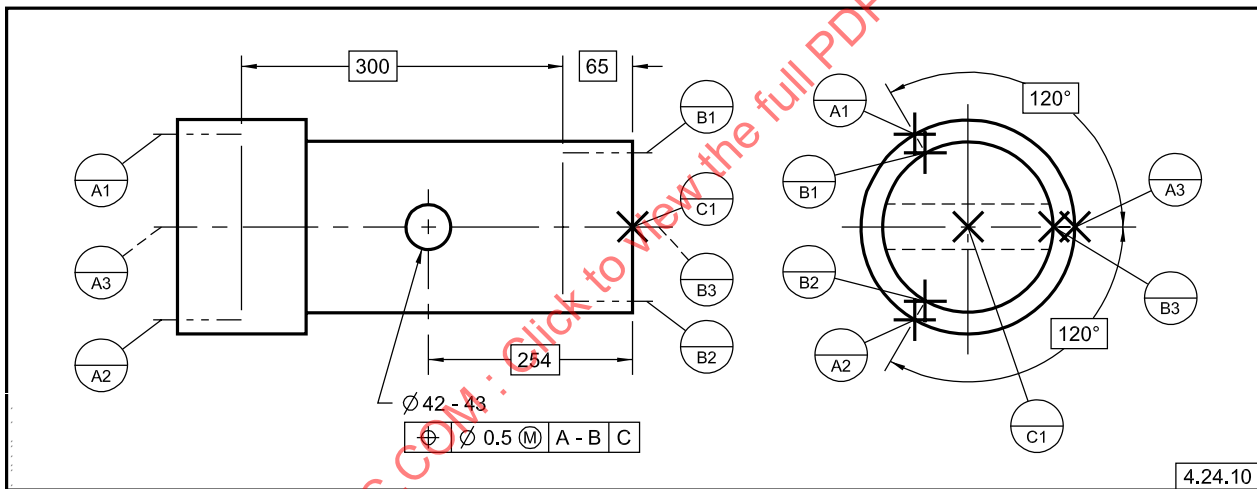 300
65
120°
A1
B1
A1
B1
A3
C1
A3
B3
B2
B3
A2
B2
A2
120°
C1
254
⌀ 42 - 43
⌖ ⌀ 0.5 Ⓜ A - B C
4.24.10
S.COM : Click to view the full PDF